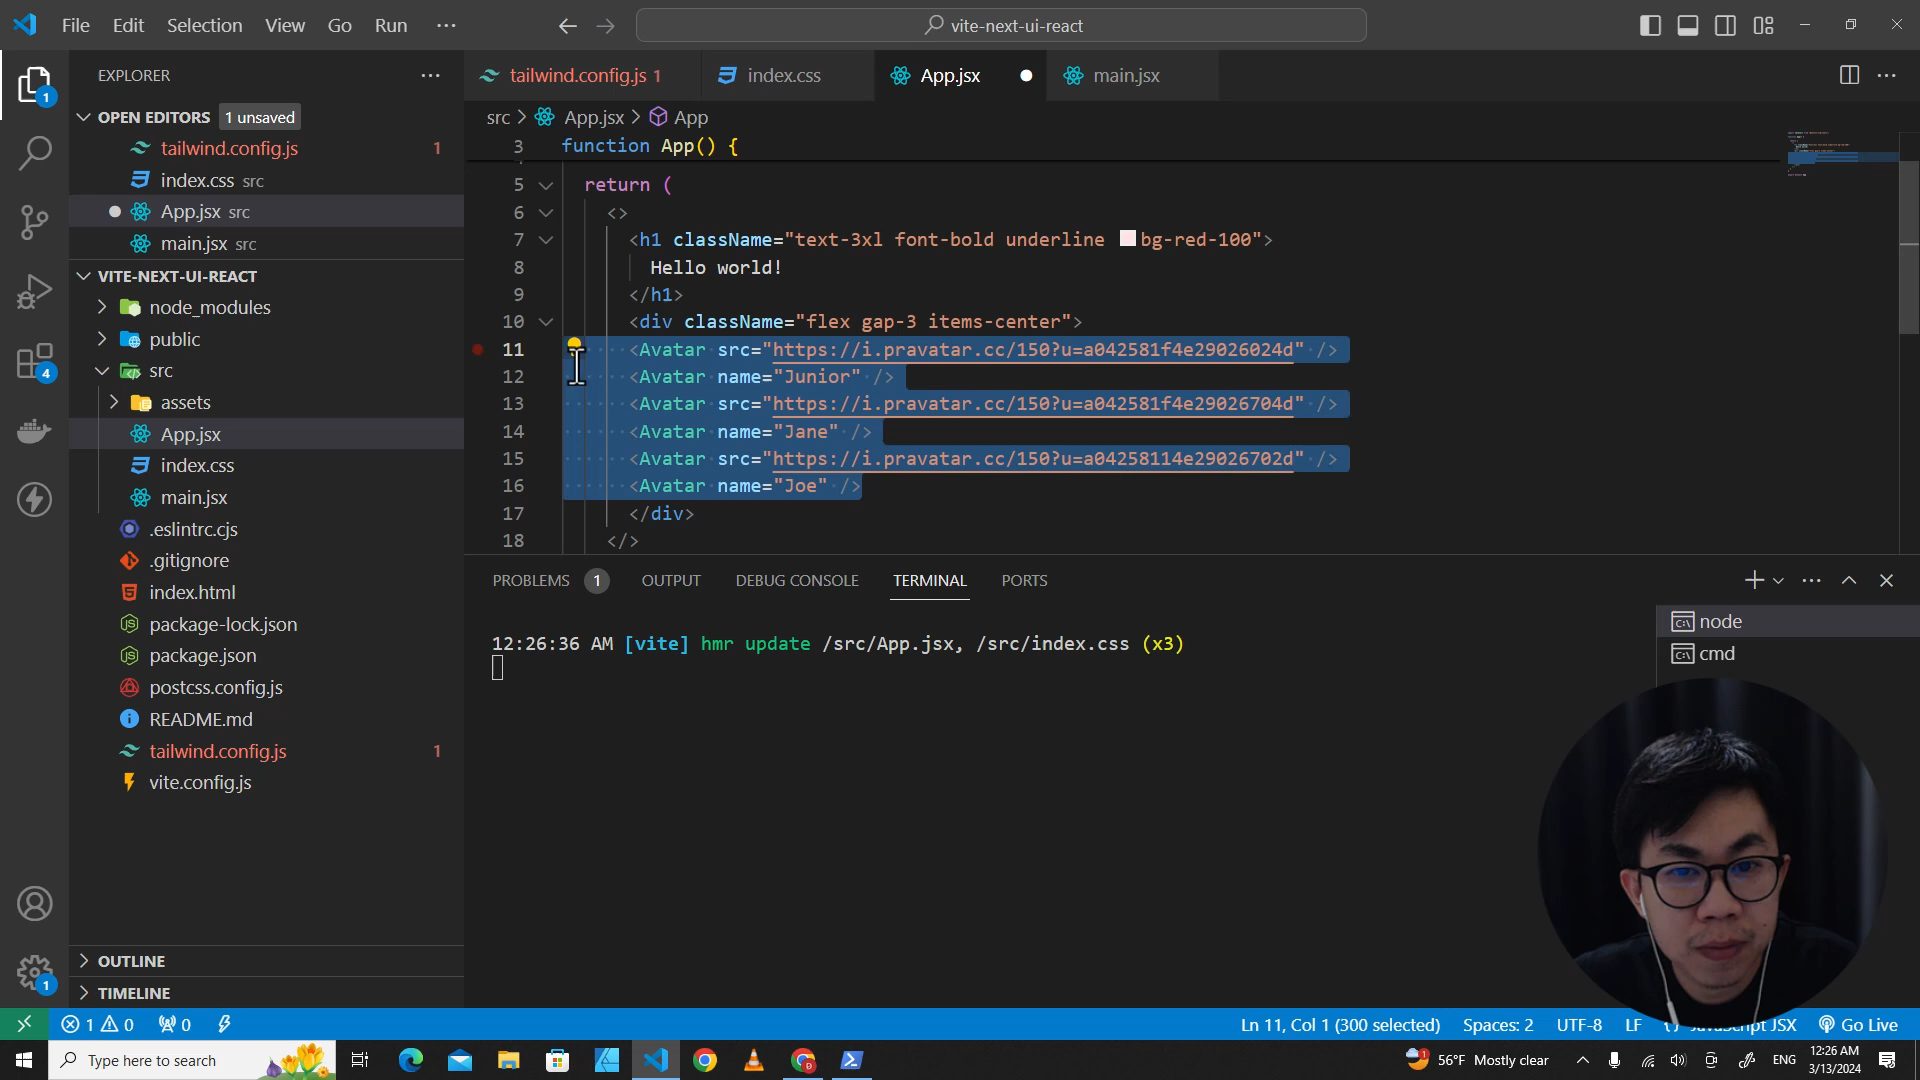 File Edit Selection View Go Run ···
vite-next-ui-react
EXPLORER
1
OPEN EDITORS 1 unsaved
tailwind.config.js 1
index.css src
App.jsx src
main.jsx src
VITE-NEXT-UI-REACT
node_modules
public
src
assets
App.jsx
index.css
main.jsx
.eslintrc.cjs
.gitignore
index.html
package-lock.json
package.json
postcss.config.js
README.md
tailwind.config.js 1
vite.config.js
OUTLINE
TIMELINE
4
1
tailwind.config.js 1
index.css
App.jsx
main.jsx
src > App.jsx > App
3 function App() {
5 return (
6 <>
7 <h1 className="text-3xl font-bold underline bg-red-100">
8 Hello world!
9 </h1>
10 <div className="flex gap-3 items-center">
11 <Avatar src="https://i.pravatar.cc/150?u=a042581f4e29026024d" />
12 <Avatar name="Junior" />
13 <Avatar src="https://i.pravatar.cc/150?u=a042581f4e29026704d" />
14 <Avatar name="Jane" />
15 <Avatar src="https://i.pravatar.cc/150?u=a04258114e29026702d" />
16 <Avatar name="Joe" />
17 </div>
18 </>
PROBLEMS 1 OUTPUT DEBUG CONSOLE TERMINAL PORTS
12:26:36 AM [vite] hmr update /src/App.jsx, /src/index.css (x3)
node
cmd
1 0 0
Ln 11, Col 1 (300 selected) Spaces: 2 UTF-8 LF JavaScript JSX Go Live
Type here to search
56°F Mostly clear
ENG
12:26 AM
3/13/2024